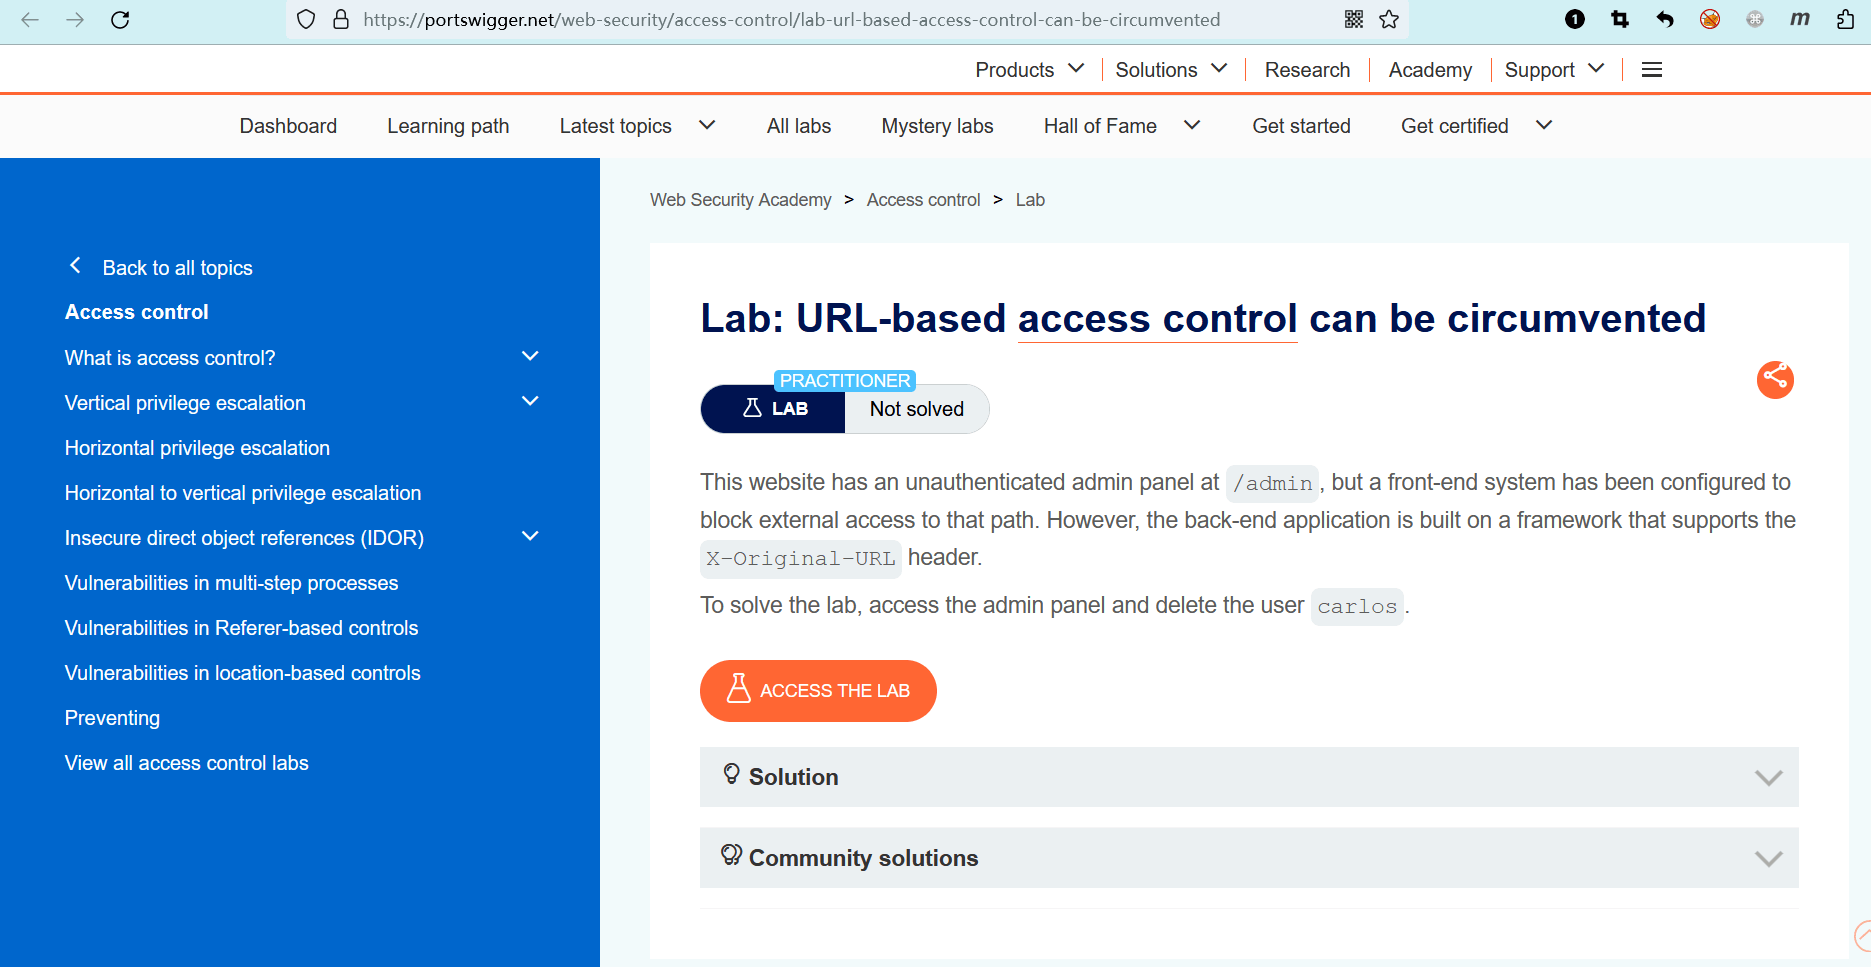 https://portswigger.net/web-security/access-control/lab-url-based-access-control-can-be-circumvented
1
m
Products
Solutions
Research
Academy
Support
Dashboard
Learning path
Latest topics
All labs
Mystery labs
Hall of Fame
Get started
Get certified
Back to all topics
Access control
What is access control?
Vertical privilege escalation
Horizontal privilege escalation
Horizontal to vertical privilege escalation
Insecure direct object references (IDOR)
Vulnerabilities in multi-step processes
Vulnerabilities in Referer-based controls
Vulnerabilities in location-based controls
Preventing
View all access control labs
Web Security Academy > Access control > Lab
Lab: URL-based access control can be circumvented
PRACTITIONER
LAB
Not solved
This website has an unauthenticated admin panel at /admin, but a front-end system has been configured to
block external access to that path. However, the back-end application is built on a framework that supports the
X-Original-URL header.
To solve the lab, access the admin panel and delete the user carlos.
ACCESS THE LAB
Solution
Community solutions